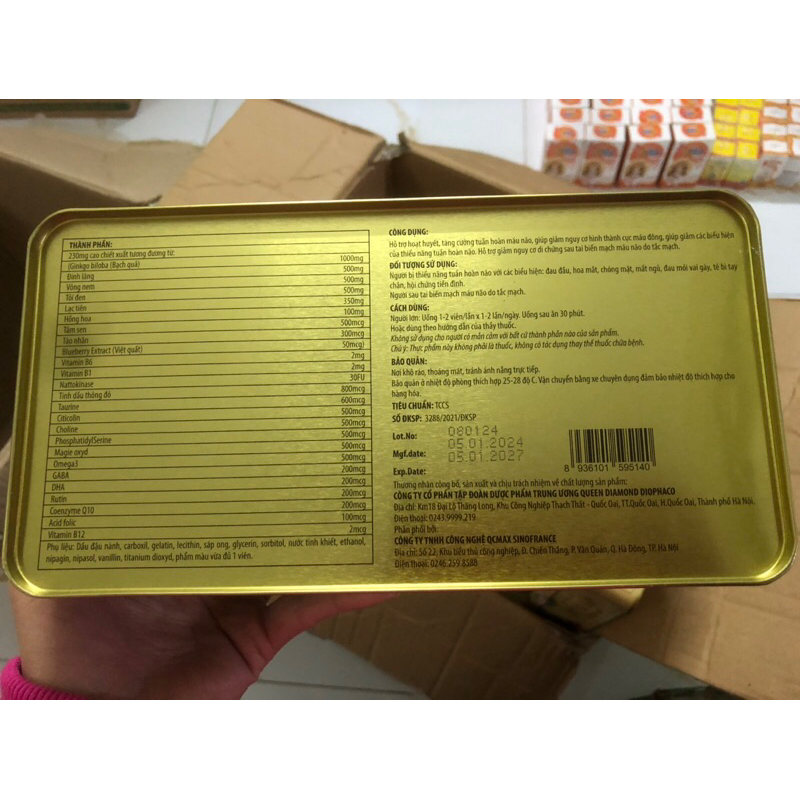 THÀNH PHẦN:
230mg cao chiết xuất tương đương từ:
(Ginkgo biloba (Bạch quả) 1000mg
Đinh lăng 500mg
Vông nem 500mg
Tỏi đen 500mg
Lạc tiên 350mg
Hồng hoa 100mg
Tâm sen 500mcg
Táo nhân 300mcg
Blueberry Extract (Việt quất) 50mcg)
Vitamin B6 2mg
Vitamin B1 2mg
Nattokinase 30FU
Tinh dầu thông đỏ 800mcg
Taurine 600mcg
Citicolin 500mcg
Choline 500mcg
PhosphatidylSerine 500mcg
Magie oxyd 500mcg
Omega3 500mcg
GABA 200mcg
DHA 200mcg
Rutin 200mcg
Coenzyme Q10 200mcg
Acid folic 100mcg
Vitamin B12 2mcg
Phụ liệu: Dầu đậu nành, carboxil, gelatin, lecithin, sáp ong, glycerin, sorbitol, nước tinh khiết, ethanol,
nipagin, nipasol, vanillin, titanium dioxyd, phẩm màu vừa đủ 1 viên.
CÔNG DỤNG:
Hỗ trợ hoạt huyết, tăng cường tuần hoàn máu não, giúp giảm nguy cơ hình thành cục máu đông, giúp giảm các biểu hiện
của thiểu năng tuần hoàn não. Hỗ trợ giảm nguy cơ di chứng sau tai biến mạch máu não do tắc mạch.
ĐỐI TƯỢNG SỬ DỤNG:
Người bị thiểu năng tuần hoàn não với các biểu hiện: đau đầu, hoa mắt, chóng mặt, mất ngủ, đau mỏi vai gáy, tê bì tay
chân, hội chứng tiền đình.
Người sau tai biến mạch máu não do tắc mạch.
CÁCH DÙNG:
Người lớn: Uống 1-2 viên/lần x 1-2 lần/ngày. Uống sau ăn 30 phút.
Hoặc dùng theo hướng dẫn của thầy thuốc.
Không sử dụng cho người có mẫn cảm với bất cứ thành phần nào của sản phẩm.
Chú ý: Thực phẩm này không phải là thuốc, không có tác dụng thay thế thuốc chữa bệnh.
BẢO QUẢN:
Nơi khô ráo, thoáng mát, tránh ánh nắng trực tiếp.
Bảo quản ở nhiệt độ phòng thích hợp 25-28 độ C. Vận chuyển bằng xe chuyên dụng đảm bảo nhiệt độ thích hợp cho
hàng hóa.
TIÊU CHUẨN: TCCS
SỐ ĐKSP: 3288/2021/ĐKSP
Lot.No: 080124
Mgf.date: 05.01.2024
Exp.Date: 05.01.2027
8 936101 595140
Thương nhân công bố, sản xuất và chịu trách nhiệm về chất lượng sản phẩm:
CÔNG TY CỔ PHẦN TẬP ĐOÀN DƯỢC PHẨM TRUNG ƯƠNG QUEEN DIAMOND DIOPHACO
Địa chỉ: Km18 Đại Lộ Thăng Long, Khu Công Nghiệp Thạch Thất - Quốc Oai, TT.Quốc Oai, H.Quốc Oai, Thành phố Hà Nội.
Điện thoại: 0243.9999.219
Phân phối bởi:
CÔNG TY TNHH CÔNG NGHỆ QCMAX SINOFRANCE
Địa chỉ: Số 22, Khu tiểu thủ công nghiệp, Đ. Chiến Thắng, P. Văn Quán, Q. Hà Đông, TP. Hà Nội
Điện thoại: 0246.259.8588